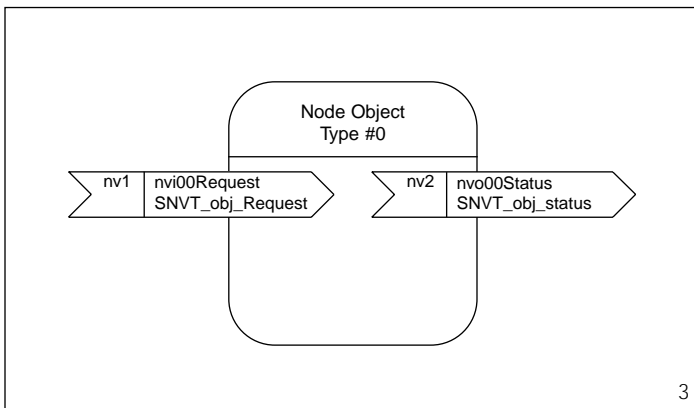 Node Object
Type #0
nv1
nvi00Request
SNVT_obj_Request
nv2
nvo00Status
SNVT_obj_status
3